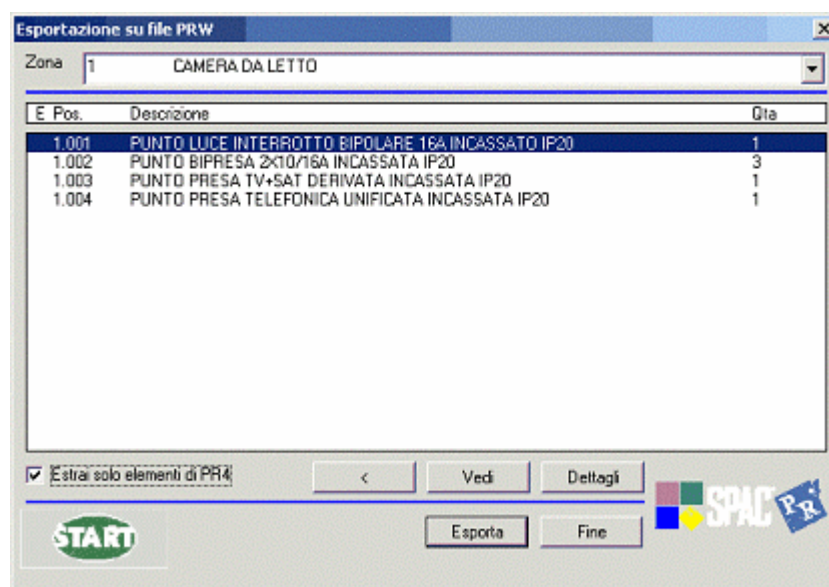 Esportazione su file PRW
Zona 1 CAMERA DA LETTO
E Pos. Descrizione Qta
1.001 PUNTO LUCE INTERROTTO BIPOLARE 16A INCASSATO IP20 1
1.002 PUNTO BIPRESA 2X10/16A INCASSATA IP20 3
1.003 PUNTO PRESA TV+SAT DERIVATA INCASSATA IP20 1
1.004 PUNTO PRESA TELEFONICA UNIFICATA INCASSATA IP20 1
Estrai solo elementi di PR4 < Vedi Dettagli
START Esporta Fine SPAC PR